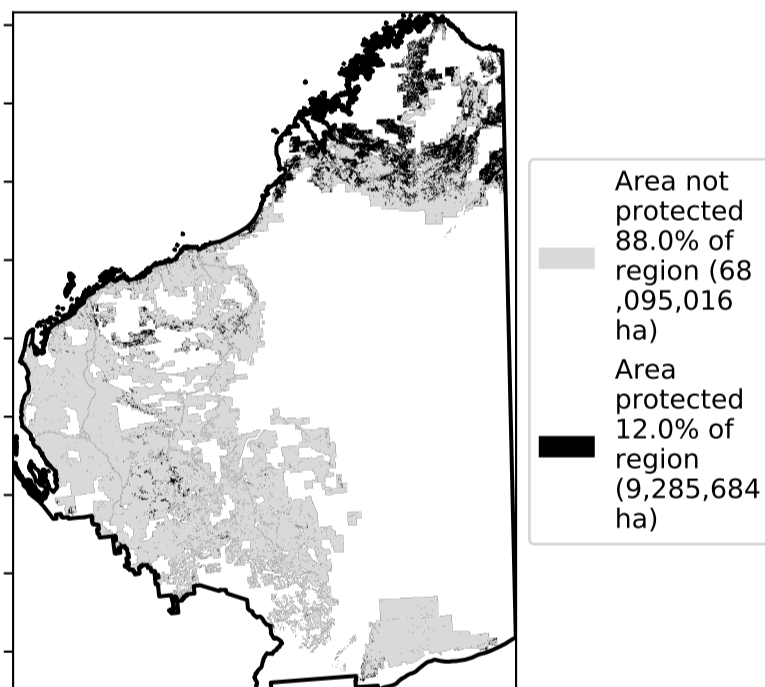 Area not
protected
88.0% of
region (68
,095,016
ha)
Area
protected
12.0% of
region
(9,285,684
ha)